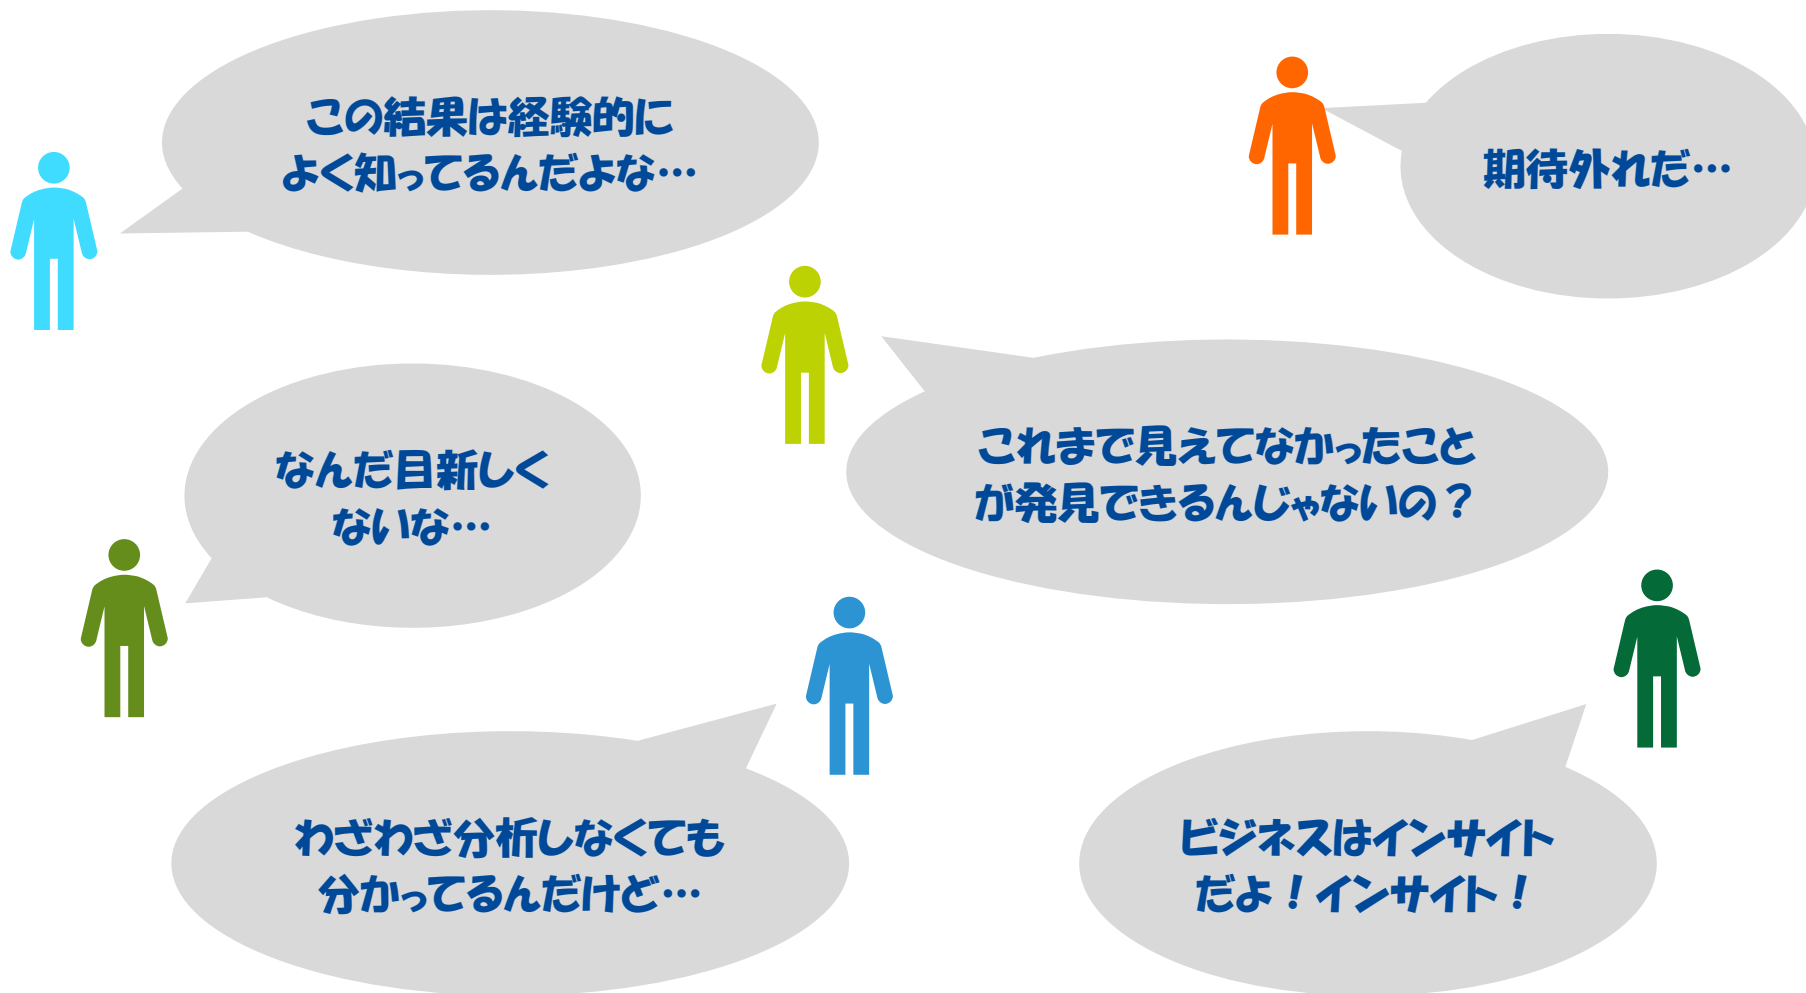 この結果は経験的に
よく知ってるんだよな…
期待外れだ…
なんだ目新しく
ないな…
これまで見えてなかったこと
が発見できるんじゃないの？
わざわざ分析しなくても
分かってるんだけど…
ビジネスはインサイト
だよ！インサイト！